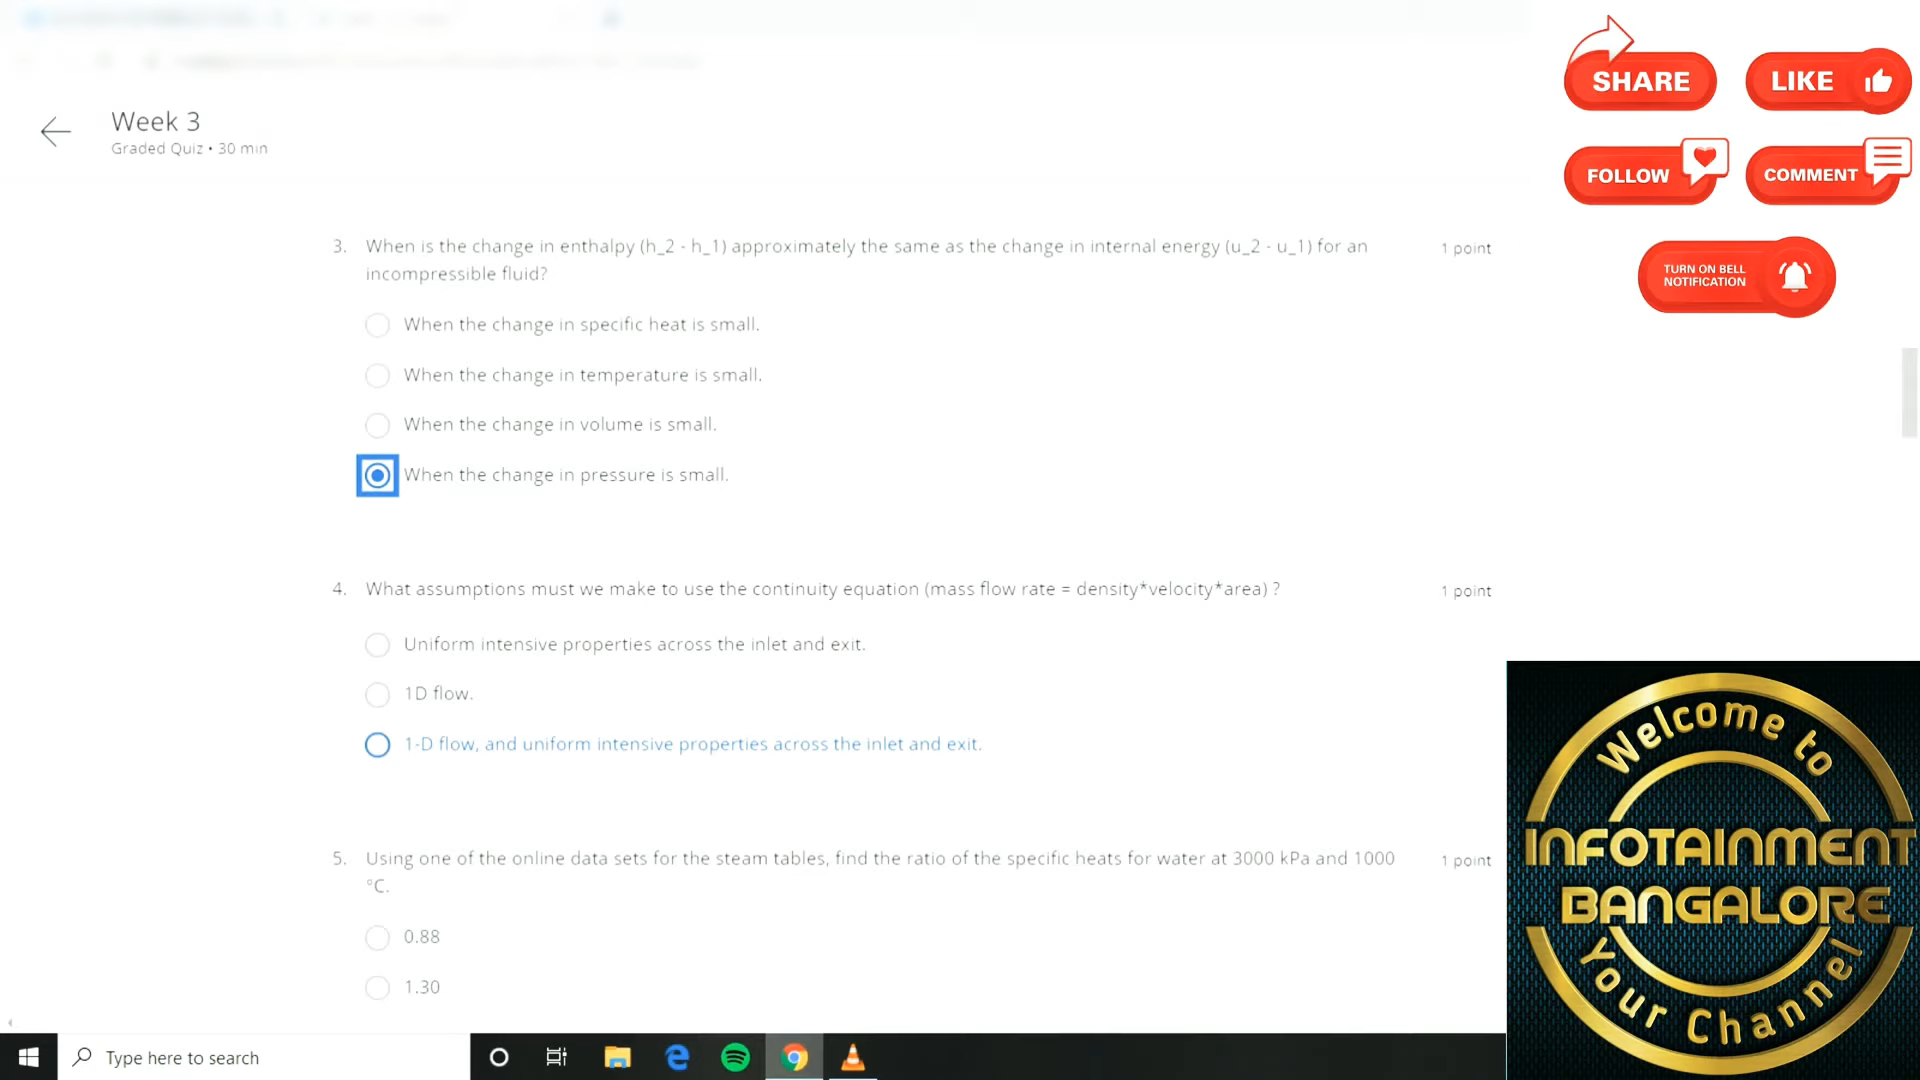 Week 3
Graded Quiz • 30 min
SHARE
LIKE
FOLLOW
COMMENT
TURN ON BELL
NOTIFICATION
3. When is the change in enthalpy (h_2 - h_1) approximately the same as the change in internal energy (u_2 - u_1) for an
incompressible fluid?
1 point
When the change in specific heat is small.
When the change in temperature is small.
When the change in volume is small.
When the change in pressure is small.
4. What assumptions must we make to use the continuity equation (mass flow rate = density*velocity*area) ?
1 point
Uniform intensive properties across the inlet and exit.
1D flow.
1-D flow, and uniform intensive properties across the inlet and exit.
5. Using one of the online data sets for the steam tables, find the ratio of the specific heats for water at 3000 kPa and 1000
°C.
1 point
0.88
1.30
Welcome to
INFOTAINMENT
BANGALORE
Your Channel
Type here to search